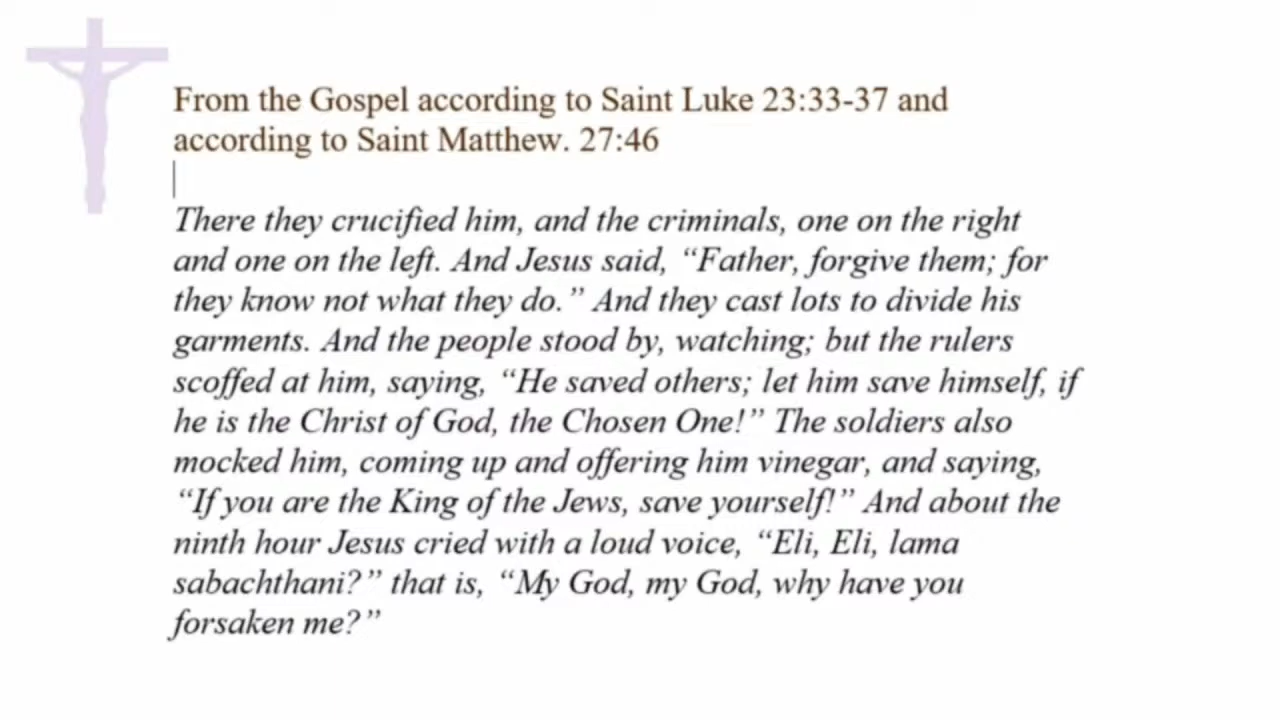 From the Gospel according to Saint Luke 23:33-37 and
according to Saint Matthew. 27:46
There they crucified him, and the criminals, one on the right
and one on the left. And Jesus said, “Father, forgive them; for
they know not what they do.” And they cast lots to divide his
garments. And the people stood by, watching; but the rulers
scoffed at him, saying, “He saved others; let him save himself, if
he is the Christ of God, the Chosen One!” The soldiers also
mocked him, coming up and offering him vinegar, and saying,
“If you are the King of the Jews, save yourself!” And about the
ninth hour Jesus cried with a loud voice, “Eli, Eli, lama
sabachthani?” that is, “My God, my God, why have you
forsaken me?”